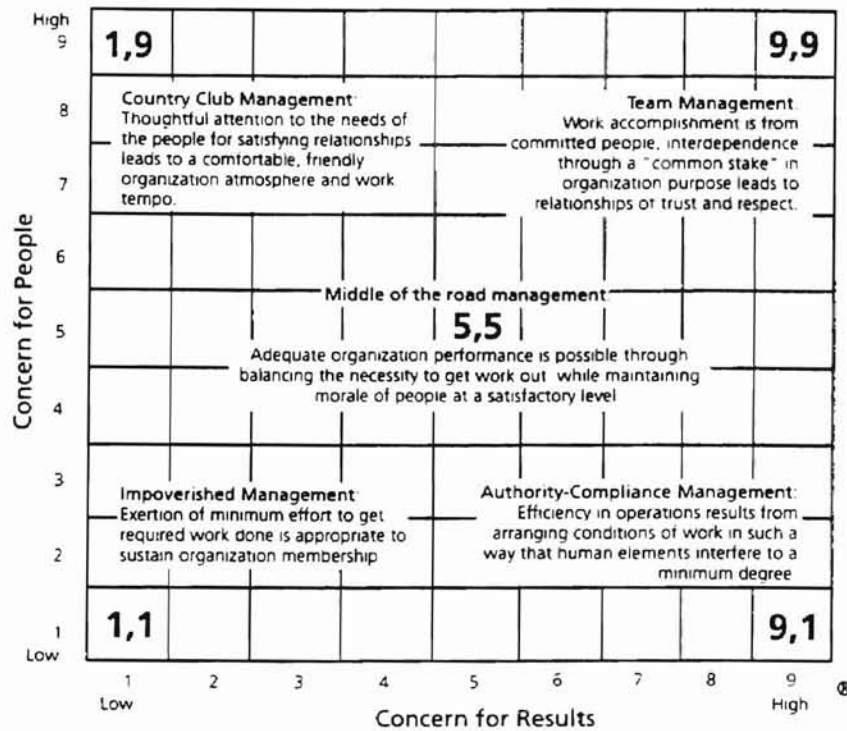 High
9
1,9
9,9
8
Country Club Management:
Thoughtful attention to the needs of
the people for satisfying relationships
leads to a comfortable, friendly
organization atmosphere and work
tempo.
Team Management:
Work accomplishment is from
committed people, interdependence
through a "common stake" in
organization purpose leads to
relationships of trust and respect.
7
6
Concern for People
Middle of the road management:
5
5,5
Adequate organization performance is possible through
balancing the necessity to get work out while maintaining
morale of people at a satisfactory level
4
3
Impoverished Management:
Exertion of minimum effort to get
required work done is appropriate to
sustain organization membership
Authority-Compliance Management:
Efficiency in operations results from
arranging conditions of work in such a
way that human elements interfere to a
minimum degree
2
1
Low
1,1
9,1
1 2 3 4 5 6 7 8 9 ®
Low High
Concern for Results